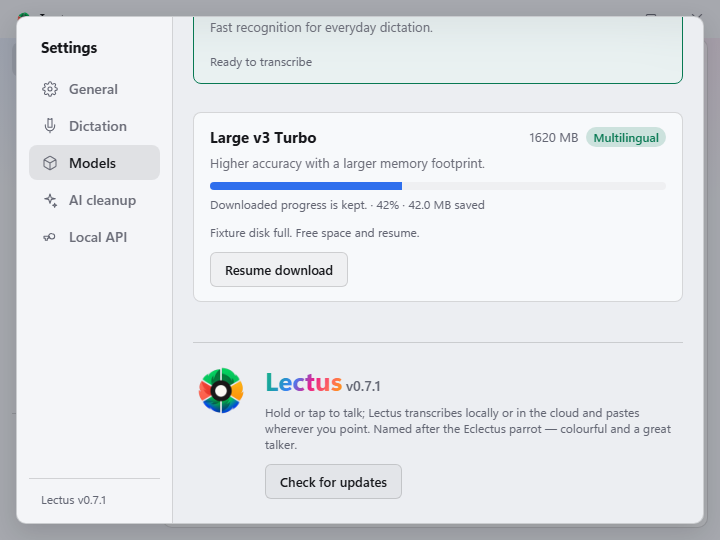 Settings
General
Dictation
Models
AI cleanup
Local API
Lectus v0.7.1
Fast recognition for everyday dictation.
Ready to transcribe
Large v3 Turbo
1620 MB
Multilingual
Higher accuracy with a larger memory footprint.
Downloaded progress is kept. · 42% · 42.0 MB saved
Fixture disk full. Free space and resume.
Resume download
Lectus v0.7.1
Hold or tap to talk; Lectus transcribes locally or in the cloud and pastes
wherever you point. Named after the Eclectus parrot — colourful and a great
talker.
Check for updates